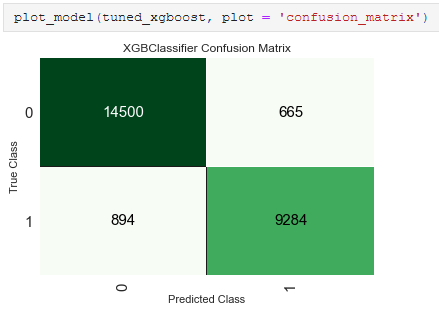 plot_model(tuned_xgboost, plot = 'confusion_matrix')
XGBClassifier Confusion Matrix
True Class
0
14500
665
1
894
9284
0
1
Predicted Class